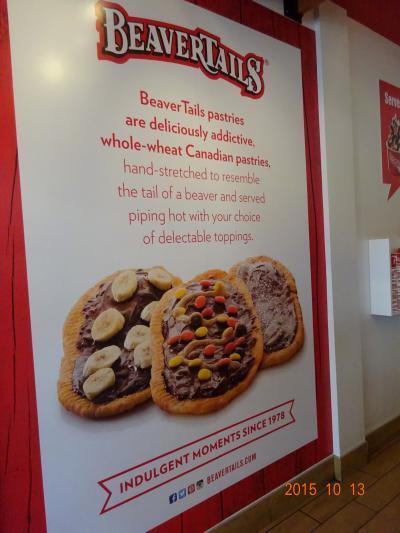 BEAVERTAILS®
BeaverTails pastries
are deliciously addictive,
whole-wheat Canadian pastries,
hand-stretched to resemble
the tail of a beaver and served
piping hot with your choice
of delectable toppings.
INDULGENT MOMENTS SINCE 1978
BEAVERTAILS.COM
Serve
2015 10 13